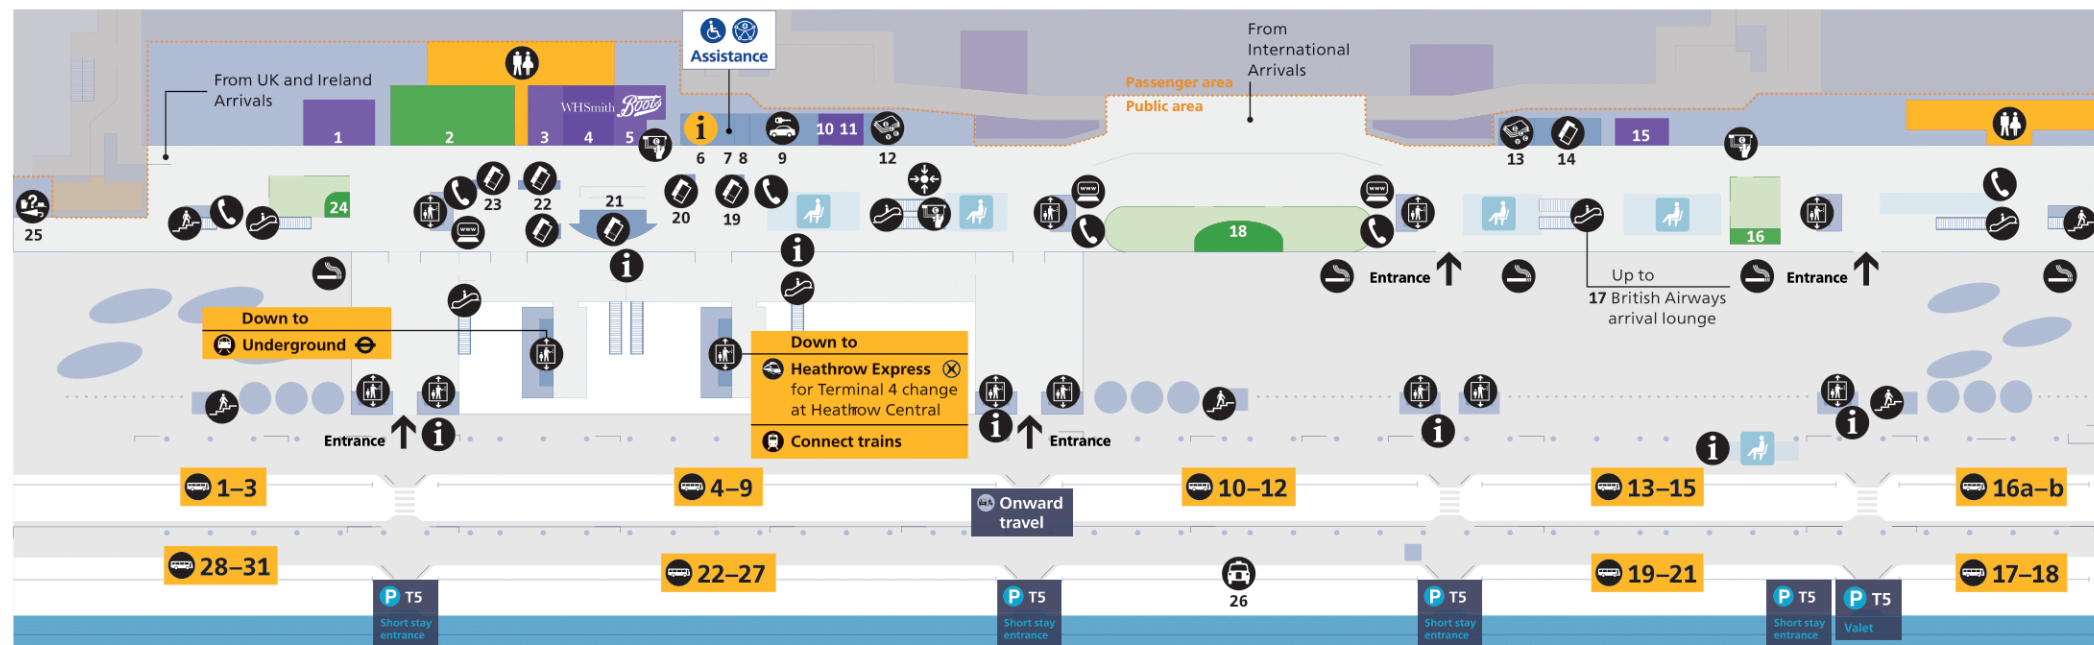 Assistance
From
International
Arrivals
From UK and Ireland
Arrivals
Passenger area
Public area
WHSmith
Boots
1
2
3
4
5
6
7
8
9
10
11
12
13
14
15
www
www
www
24
23
22
21
20
19
18
16
25
Entrance
Entrance
Up to
17 British Airways
arrival lounge
Down to
Underground
Down to
Heathrow Express
for Terminal 4 change
at Heathrow Central
Connect trains
Entrance
Entrance
1–3
4–9
10–12
13–15
16a–b
Onward
travel
28–31
22–27
26
19–21
17–18
P T5
Short stay
entrance
P T5
Short stay
entrance
P T5
Short stay
entrance
P T5
Short stay
entrance
P T5
Valet